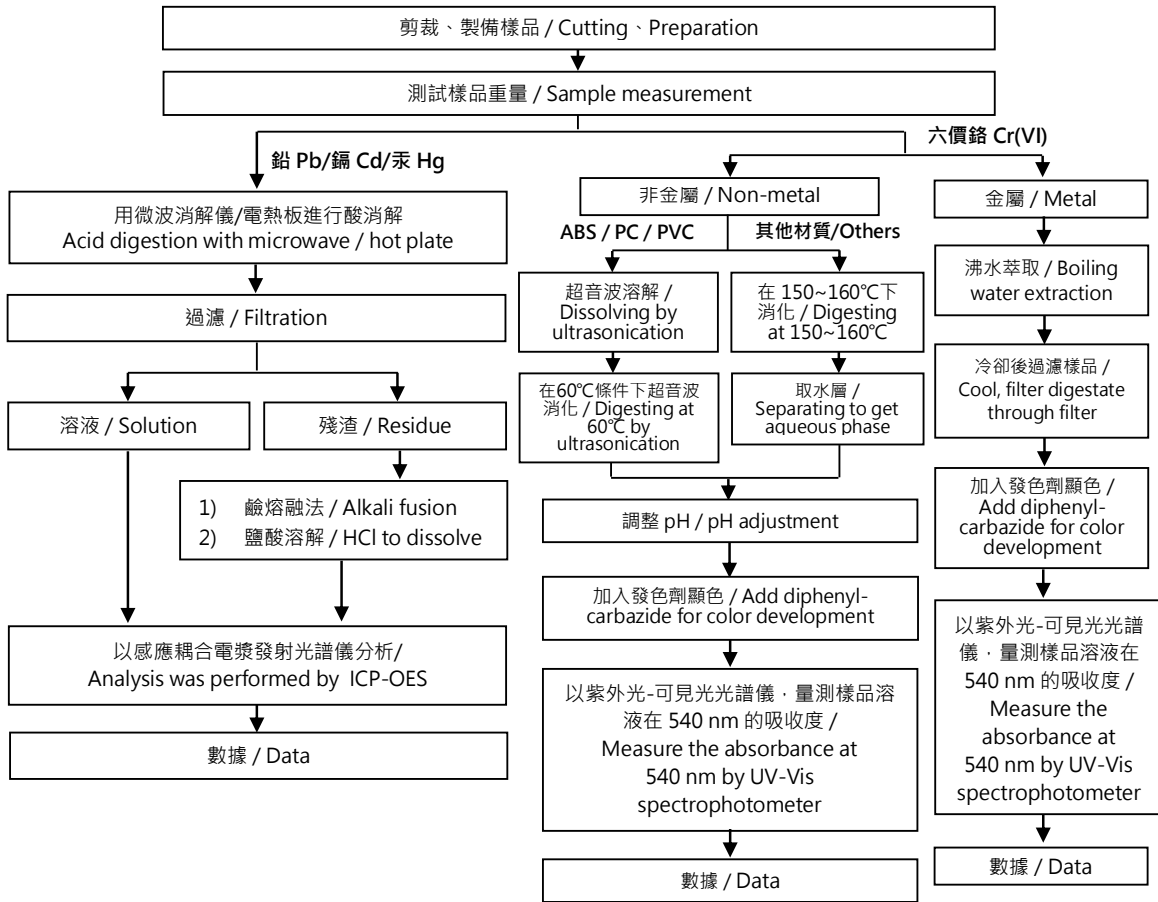 剪裁、製備樣品 / Cutting、Preparation
測試樣品重量 / Sample measurement
鉛 Pb/鎘 Cd/汞 Hg
用微波消解儀/電熱板進行酸消解
Acid digestion with microwave / hot plate
過濾 / Filtration
溶液 / Solution
殘渣 / Residue
1) 鹼熔融法 / Alkali fusion
2) 鹽酸溶解 / HCl to dissolve
以感應耦合電漿發射光譜儀分析/
Analysis was performed by ICP-OES
數據 / Data
六價鉻 Cr(VI)
非金屬 / Non-metal
ABS / PC / PVC
超音波溶解 /
Dissolving by
ultrasonication
在60℃條件下超音波
消化 / Digesting at
60℃ by
ultrasonication
其他材質/Others
在 150~160℃下
消化 / Digesting
at 150~160℃
取水層 /
Separating to get
aqueous phase
調整 pH / pH adjustment
加入發色劑顯色 / Add diphenyl-
carbazide for color development
以紫外光-可見光光譜儀，量測樣品溶
液在 540 nm 的吸收度 /
Measure the absorbance at
540 nm by UV-Vis
spectrophotometer
數據 / Data
金屬 / Metal
沸水萃取 / Boiling
water extraction
冷卻後過濾樣品 /
Cool, filter digestate
through filter
加入發色劑顯色 /
Add diphenyl-
carbazide for color
development
以紫外光-可見光光譜
儀，量測樣品溶液在
540 nm 的吸收度 /
Measure the
absorbance at
540 nm by UV-Vis
spectrophotometer
數據 / Data